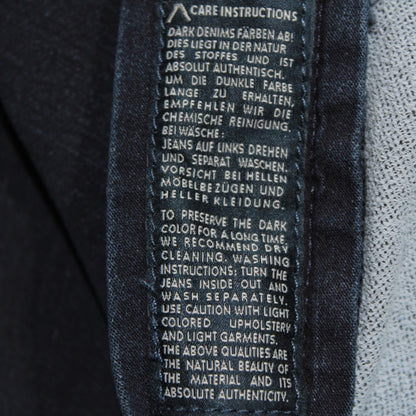 CARE INSTRUCTIONS
DARK DENIMS FÄRBEN AB!
DIES LIEGT IN DER NATUR
DES STOFFES UND IST
ABSOLUT AUTHENTISCH.
UM DIE DUNKLE FARBE
LANGE ZU ERHALTEN,
EMPFEHLEN WIR DIE
CHEMISCHE REINIGUNG.
BEI WÄSCHE:
JEANS AUF LINKS DREHEN
UND SEPARAT WASCHEN.
VORSICHT BEI HELLEN
MÖBELBEZÜGEN UND
HELLER KLEIDUNG.
TO PRESERVE THE DARK
COLOR FOR A LONG TIME,
WE RECOMMEND DRY
CLEANING. WASHING
INSTRUCTIONS: TURN THE
JEANS INSIDE OUT AND
WASH SEPARATELY.
USE CAUTION WITH LIGHT
COLORED UPHOLSTERY
AND LIGHT GARMENTS.
THE ABOVE QUALITIES ARE
THE NATURAL BEAUTY OF
THE MATERIAL AND ITS
ABSOLUTE AUTHENTICITY.